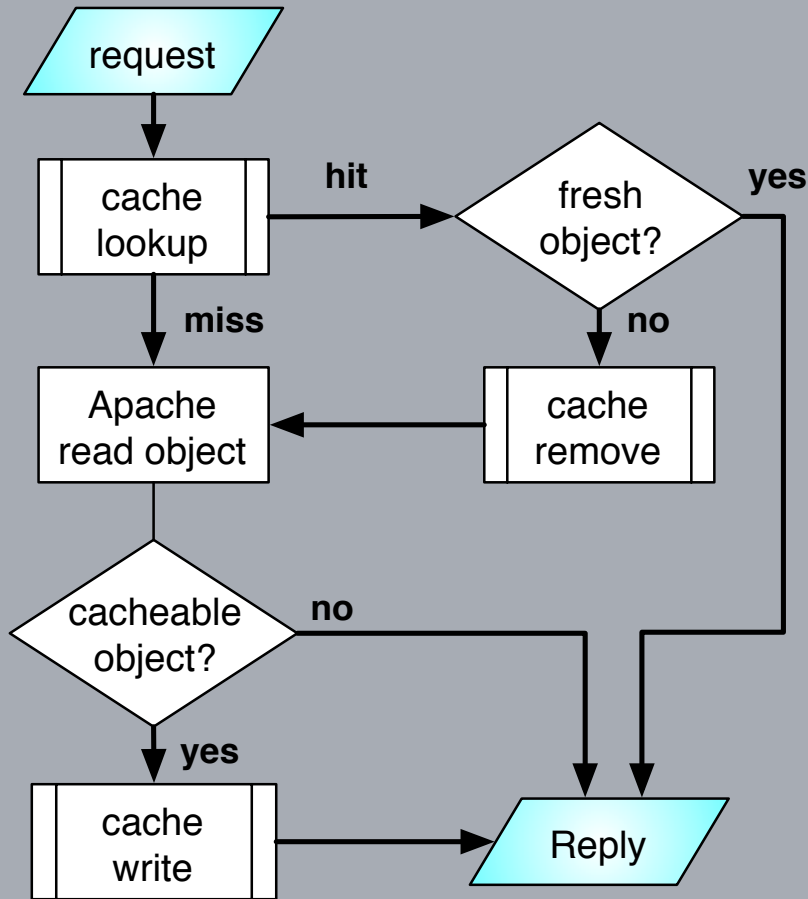 request
cache
lookup
hit
fresh
object?
yes
miss
no
Apache
read object
cache
remove
cacheable
object?
no
yes
cache
write
Reply